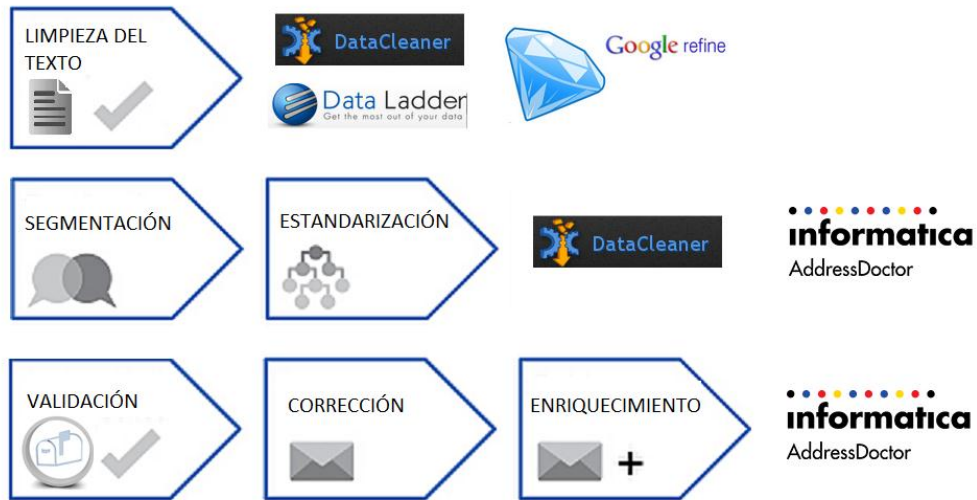 LIMPIEZA DEL
TEXTO
DataCleaner
Google refine
Data Ladder
Get the most out of your data
SEGMENTACIÓN
ESTANDARIZACIÓN
DataCleaner
informatica
AddressDoctor
VALIDACIÓN
CORRECCIÓN
ENRIQUECIMIENTO
+
informatica
AddressDoctor